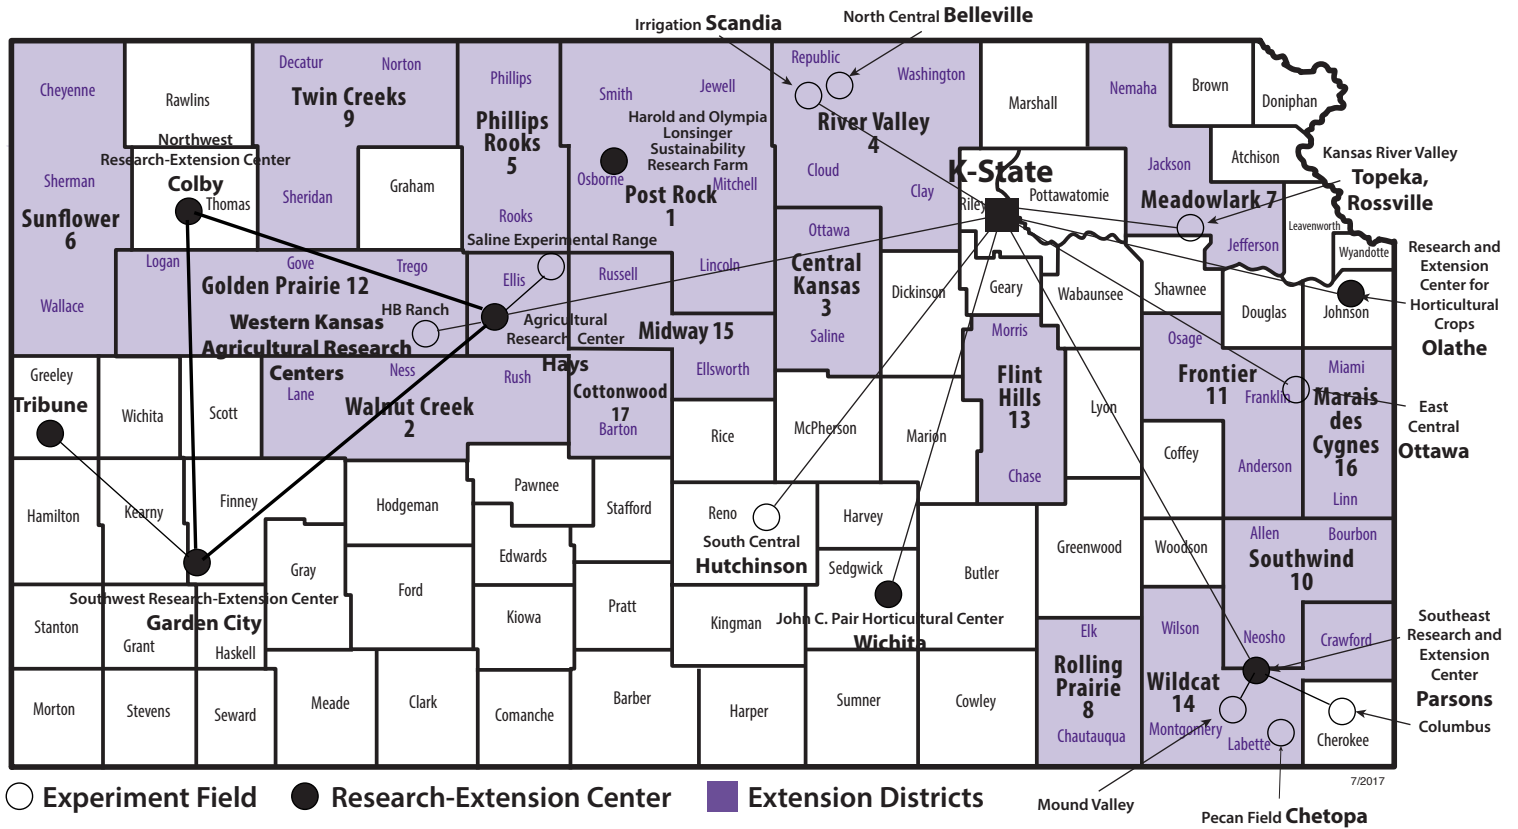 Irrigation Scandia
North Central Belleville
Cheyenne
Rawlins
Decatur
Norton
Twin Creeks
9
Phillips
Phillips
Rooks
5
Smith
Jewell
Harold and Olympia
Lonsinger
Sustainability
Research Farm
Republic
Washington
River Valley
4
Marshall
Nemaha
Brown
Doniphan
Northwest
Research-Extension Center
Colby
Thomas
Sherman
Sunflower
6
Sheridan
Graham
Rooks
Osborne
Mitchell
Post Rock
1
Cloud
Clay
K-State
Riley
Pottawatomie
Jackson
Atchison
Meadowlark 7
Kansas River Valley
Topeka,
Rossville
Jefferson
Leavenworth
Wyandotte
Saline Experimental Range
Wallace
Logan
Gove
Trego
Golden Prairie 12
HB Ranch
Western Kansas
Agricultural Research
Centers
Ellis
Agricultural
Research Center
Hays
Russell
Lincoln
Midway 15
Ellsworth
Ottawa
Central
Kansas
3
Saline
Dickinson
Geary
Wabaunsee
Shawnee
Douglas
Johnson
Research and
Extension
Center for
Horticultural
Crops
Olathe
Greeley
Tribune
Wichita
Scott
Lane
Ness
Rush
Walnut Creek
2
Cottonwood
17
Barton
Rice
McPherson
Marion
Morris
Flint
Hills
13
Chase
Lyon
Osage
Frontier
11
Franklin
Anderson
Coffey
Miami
Marais
des
Cygnes
16
Linn
East
Central
Ottawa
Hamilton
Kearny
Finney
Hodgeman
Pawnee
Stafford
Edwards
Gray
Ford
Kiowa
Pratt
Reno
South Central
Hutchinson
Harvey
Sedgwick
John C. Pair Horticultural Center
Wichita
Kingman
Butler
Greenwood
Woodson
Allen
Bourbon
Southwind
10
Neosho
Crawford
Southeast
Research and
Extension
Center
Parsons
Columbus
Southwest Research-Extension Center
Garden City
Stanton
Grant
Haskell
Morton
Stevens
Seward
Meade
Clark
Comanche
Barber
Harper
Sumner
Cowley
Elk
Rolling
Prairie
8
Chautauqua
Wilson
Wildcat
14
Montgomery
Labette
Cherokee
7/2017
Mound Valley
Pecan Field Chetopa
Experiment Field
Research-Extension Center
Extension Districts